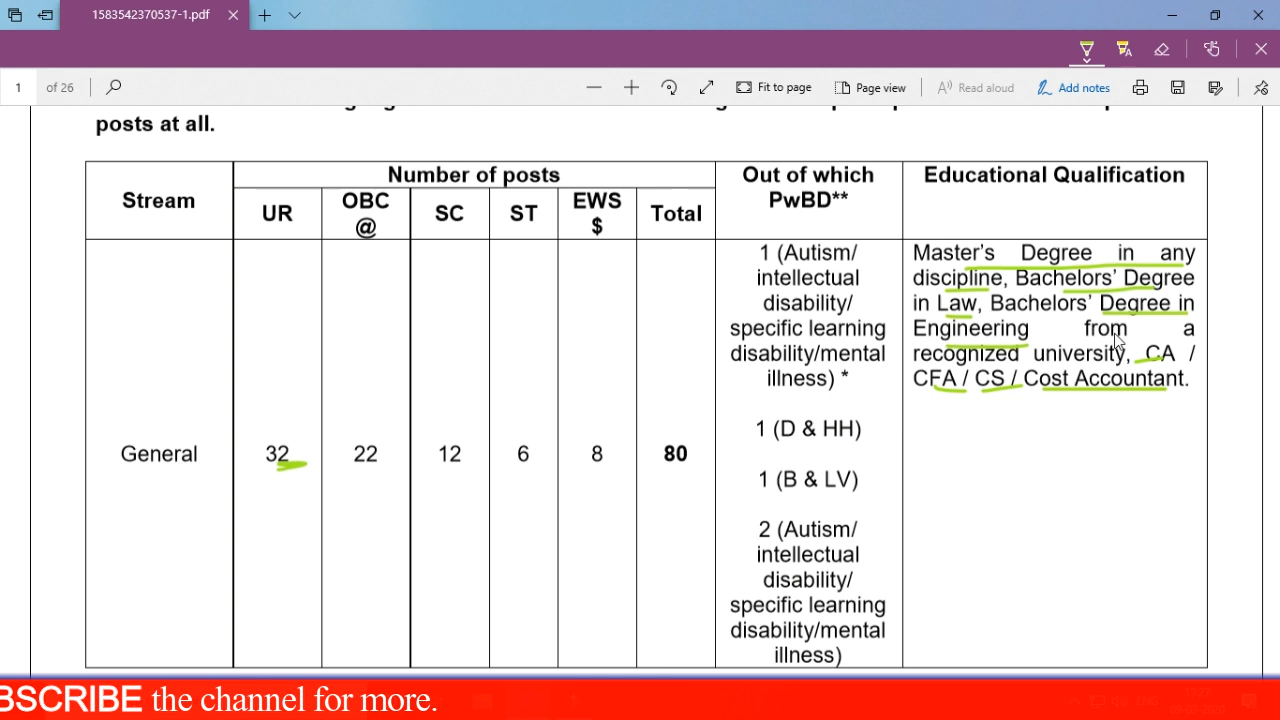 1583542370537-1.pdf
1 of 26
Fit to page
Page view
Read aloud
Add notes
posts at all.
Stream
Number of posts
UR
OBC @
SC
ST
EWS $
Total
Out of which
PwBD**
Educational Qualification
General
32
22
12
6
8
80
1 (Autism/
intellectual
disability/
specific learning
disability/mental
illness) *
1 (D & HH)
1 (B & LV)
2 (Autism/
intellectual
disability/
specific learning
disability/mental
illness)
Master's Degree in any
discipline, Bachelors' Degree
in Law, Bachelors' Degree in
Engineering from a
recognized university, CA /
CFA / CS / Cost Accountant.
BSCRIBE the channel for more.